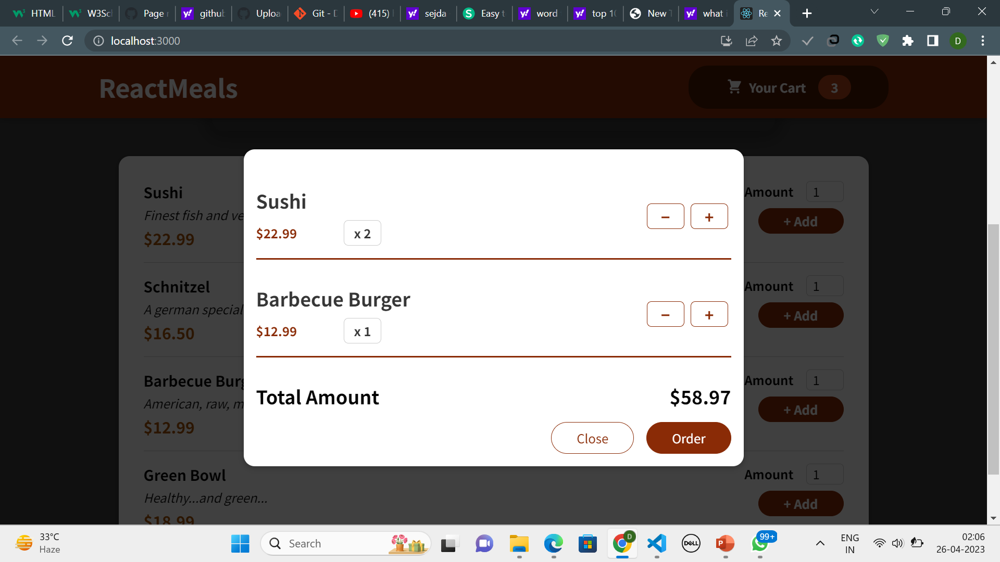 HTML
W3Sc
Page
github
Uploa
Git - D
(415)
sejda
Easy t
word
top 10
New T
what i
Re
localhost:3000
D
ReactMeals
Your Cart 3
Sushi
Finest fish and ve
$22.99
Amount 1
+ Add
Schnitzel
A german special
$16.50
Amount 1
+ Add
Barbecue Burg
American, raw, m
$12.99
Amount 1
+ Add
Green Bowl
Healthy...and green...
$18.99
Amount 1
+ Add
Sushi
$22.99 x 2
− +
Barbecue Burger
$12.99 x 1
− +
Total Amount $58.97
Close Order
33°C
Haze
Search
D
DELL
P
99+
ENG
IN
02:06
26-04-2023